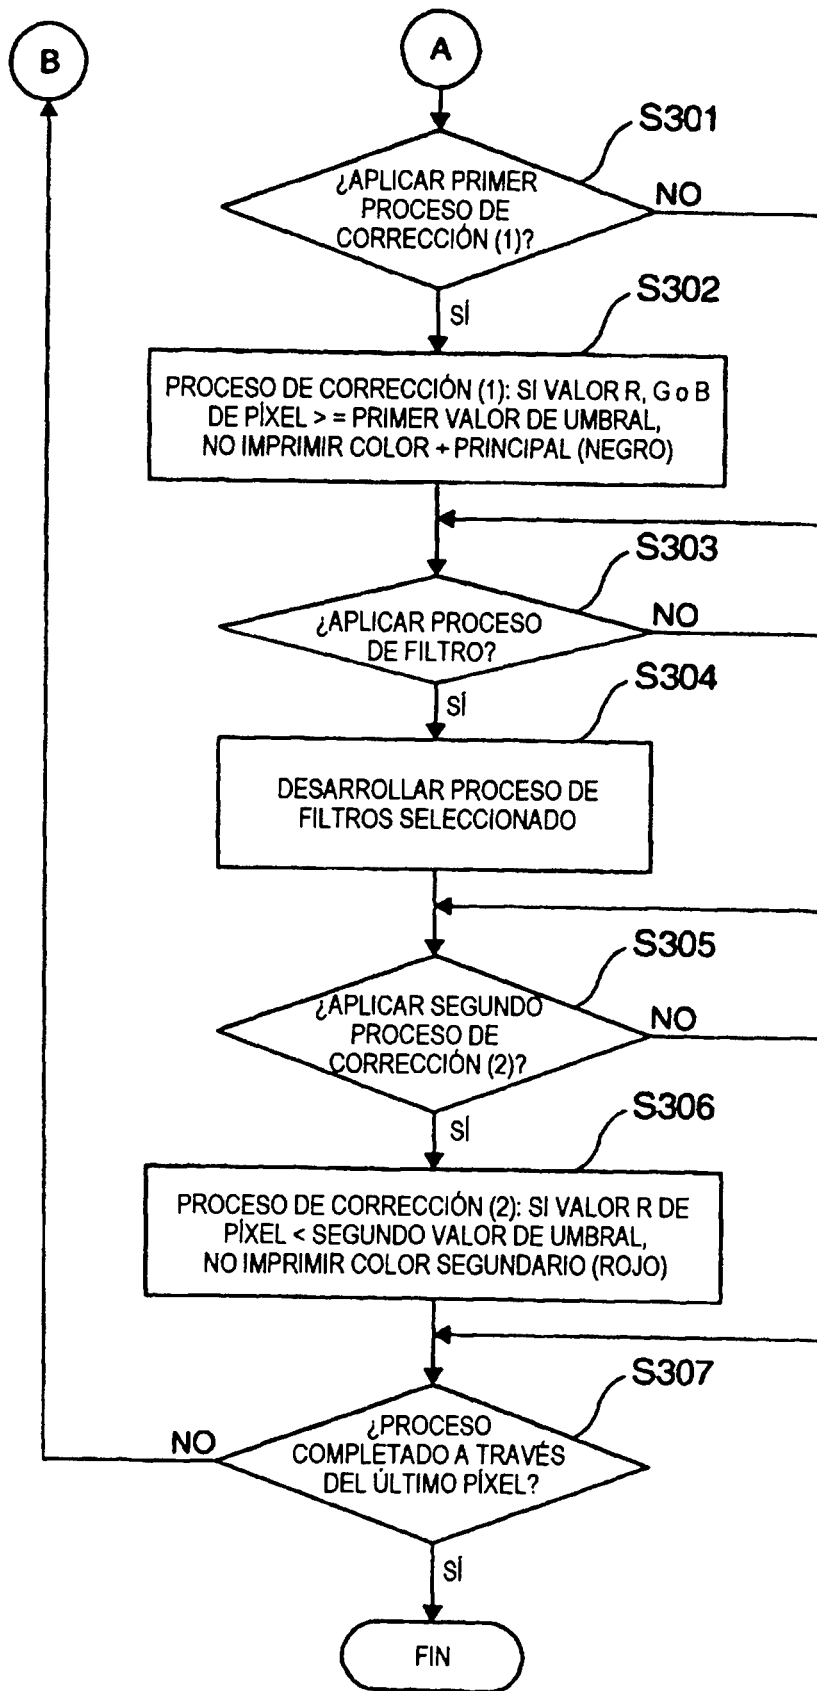 B
A
S301
¿APLICAR PRIMER
PROCESO DE
CORRECCIÓN (1)?
NO
SÍ
S302
PROCESO DE CORRECCIÓN (1): SI VALOR R, G o B
DE PÍXEL > = PRIMER VALOR DE UMBRAL,
NO IMPRIMIR COLOR + PRINCIPAL (NEGRO)
S303
¿APLICAR PROCESO
DE FILTRO?
NO
SÍ
S304
DESARROLLAR PROCESO DE
FILTROS SELECCIONADO
S305
¿APLICAR SEGUNDO
PROCESO DE
CORRECCIÓN (2)?
NO
SÍ
S306
PROCESO DE CORRECCIÓN (2): SI VALOR R DE
PÍXEL < SEGUNDO VALOR DE UMBRAL,
NO IMPRIMIR COLOR SEGUNDARIO (ROJO)
S307
¿PROCESO
COMPLETADO A TRAVÉS
DEL ÚLTIMO PÍXEL?
NO
SÍ
FIN